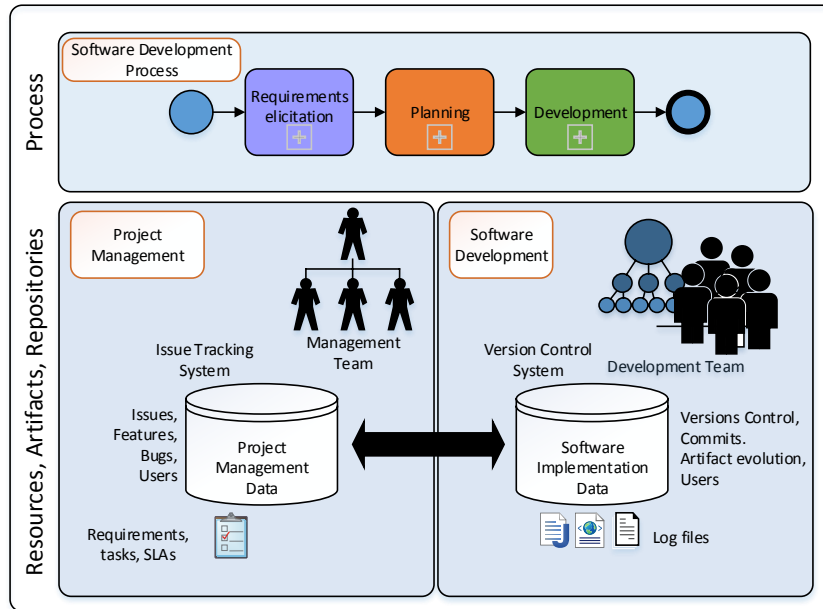 Process
Software Development
Process
Requirements
elicitation
Planning
Development
Resources, Artifacts, Repositories
Project
Management
Management
Team
Issue Tracking
System
Issues,
Features,
Bugs,
Users
Project
Management
Data
Requirements,
tasks, SLAs
Software
Development
Development Team
Version Control
System
Software
Implementation
Data
Versions Control,
Commits.
Artifact evolution,
Users
Log files